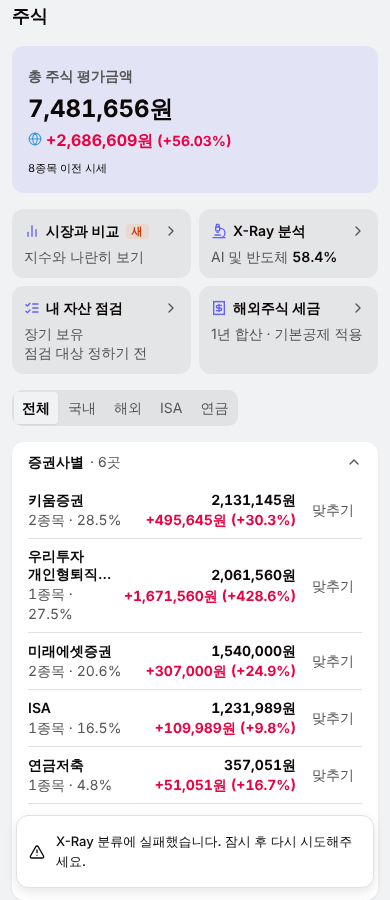 주식
총 주식 평가금액
7,481,656원
+2,686,609원 (+56.03%)
8종목 이전 시세
시장과 비교 새
지수와 나란히 보기
X-Ray 분석
AI 및 반도체 58.4%
내 자산 점검
장기 보유
점검 대상 정하기 전
해외주식 세금
1년 합산 · 기본공제 적용
전체 국내 해외 ISA 연금
증권사별 · 6곳
키움증권 2,131,145원
2종목 · 28.5% +495,645원 (+30.3%) 맞추기
우리투자
개인형퇴직... 2,061,560원
1종목 · +1,671,560원 (+428.6%) 맞추기
27.5%
미래에셋증권 1,540,000원
2종목 · 20.6% +307,000원 (+24.9%) 맞추기
ISA 1,231,989원
1종목 · 16.5% +109,989원 (+9.8%) 맞추기
연금저축 357,051원
1종목 · 4.8% +51,051원 (+16.7%) 맞추기
X-Ray 분류에 실패했습니다. 잠시 후 다시 시도해주
세요.